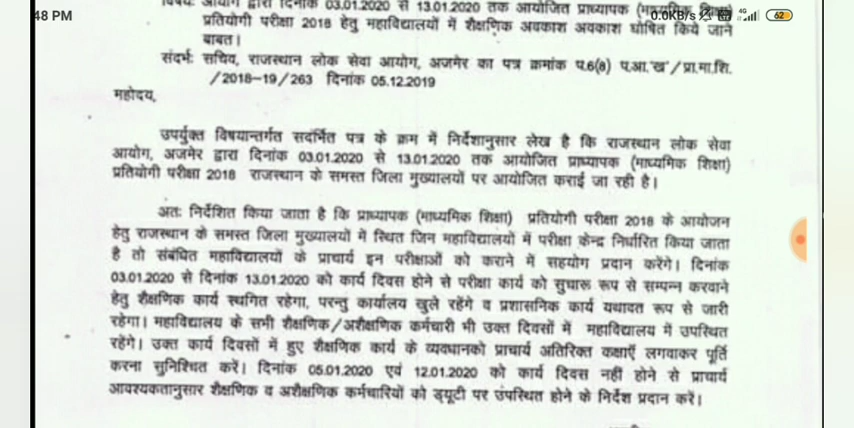 विषयः आयोग द्वारा दिनांक 03.01.2020 से 13.01.2020 तक आयोजित प्राध्यापक (माध्यमिक शिक्षा)
48 PM
0.0KB/s
4G
62
प्रतियोगी परीक्षा 2018 हेतु महाविद्यालयों में शैक्षणिक अवकाश अवकाश घोषित किये जाने
बाबत।
संदर्भः सचिव, राजस्थान लोक सेवा आयोग, अजमेर का पत्र क्रमांक प.6(8) प.आ.'ख'/प्रा.मा.शि.
/2018-19/263 दिनांक 05.12.2019
महोदय,
उपर्युक्त विषयान्तर्गत सदंर्भित पत्र के क्रम में निर्देशानुसार लेख है कि राजस्थान लोक सेवा
आयोग, अजमेर द्वारा दिनांक 03.01.2020 से 13.01.2020 तक आयोजित प्राध्यापक (माध्यमिक शिक्षा)
प्रतियोगी परीक्षा 2018 राजस्थान के समस्त जिला मुख्यालयों पर आयोजित कराई जा रही है।
अतः निर्देशित किया जाता है कि प्राध्यापक (माध्यमिक शिक्षा) प्रतियोगी परीक्षा 2018 के आयोजन
हेतु राजस्थान के समस्त जिला मुख्यालयों में स्थित जिन महाविद्यालयों में परीक्षा केन्द्र निर्धारित किया जाता
है तो संबंधित महाविद्यालयों के प्राचार्य इन परीक्षाओं को कराने में सहयोग प्रदान करेंगे। दिनांक
03.01.2020 से दिनांक 13.01.2020 को कार्य दिवस होने से परीक्षा कार्य को सुचारू रूप से सम्पन्न करवाने
हेतु शैक्षणिक कार्य स्थगित रहेगा, परन्तु कार्यालय खुले रहेंगे व प्रशासनिक कार्य यथावत रूप से जारी
रहेगा। महाविद्यालय के सभी शैक्षणिक/अशैक्षणिक कर्मचारी भी उक्त दिवसों में महाविद्यालय में उपस्थित
रहेंगे। उक्त कार्य दिवसों में हुए शैक्षणिक कार्य के व्यवधानको प्राचार्य अतिरिक्त कक्षाएँ लगवाकर पूर्ति
करना सुनिश्चित करें। दिनांक 05.01.2020 एवं 12.01.2020 को कार्य दिवस नहीं होने से प्राचार्य
आवश्यकतानुसार शैक्षणिक व अशैक्षणिक कर्मचारियों को ड्यूटी पर उपस्थित होने के निर्देश प्रदान करें।